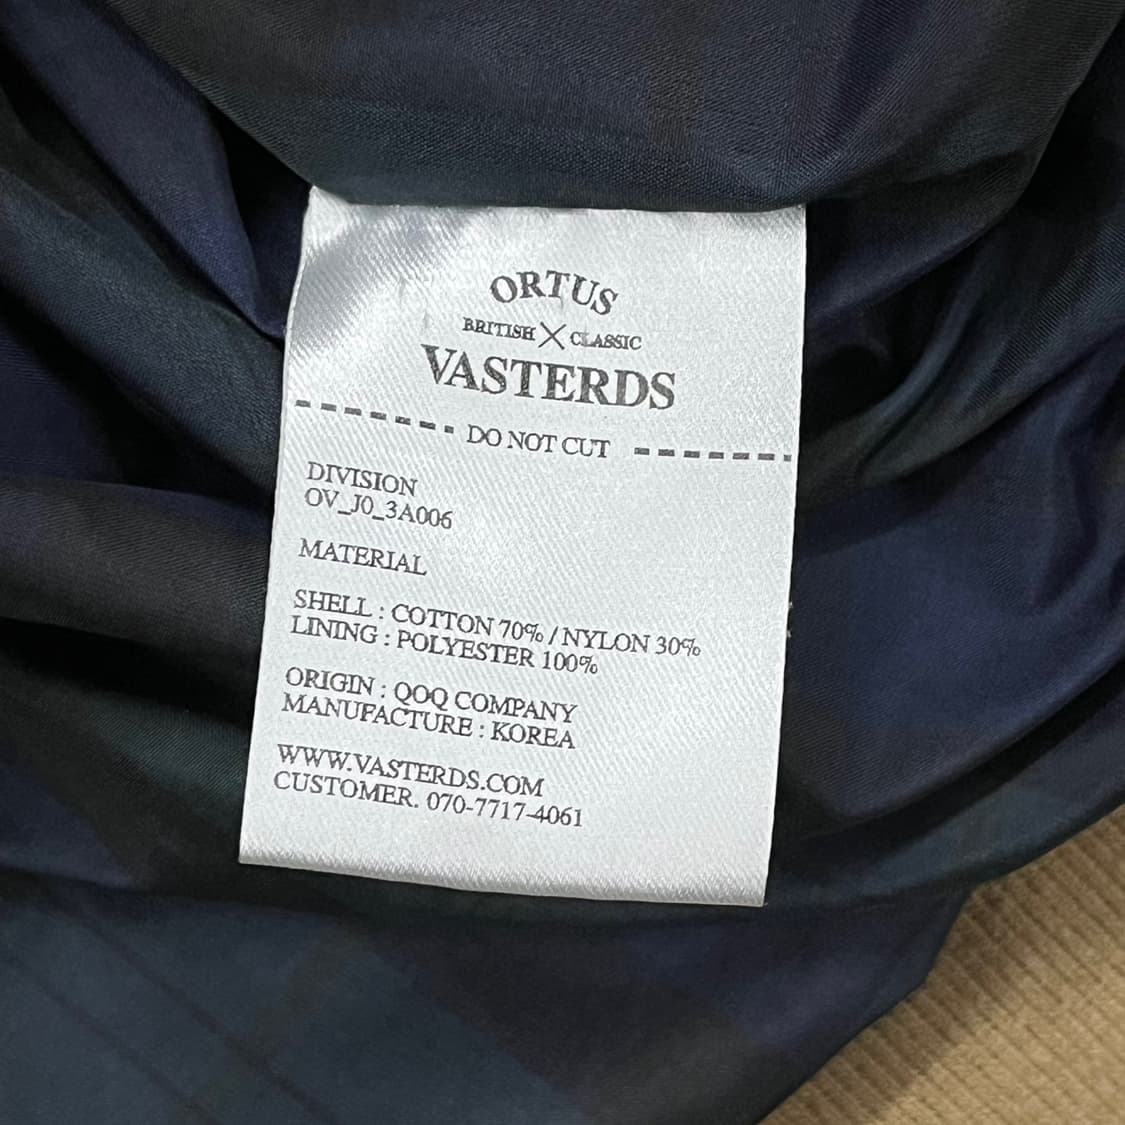 ORTUS
BRITISH X CLASSIC
VASTERDS
DO NOT CUT
DIVISION
OV_J0_3A006
MATERIAL
SHELL : COTTON 70% / NYLON 30%
LINING : POLYESTER 100%
ORIGIN : QOQ COMPANY
MANUFACTURE : KOREA
WWW.VASTERDS.COM
CUSTOMER. 070-7717-4061